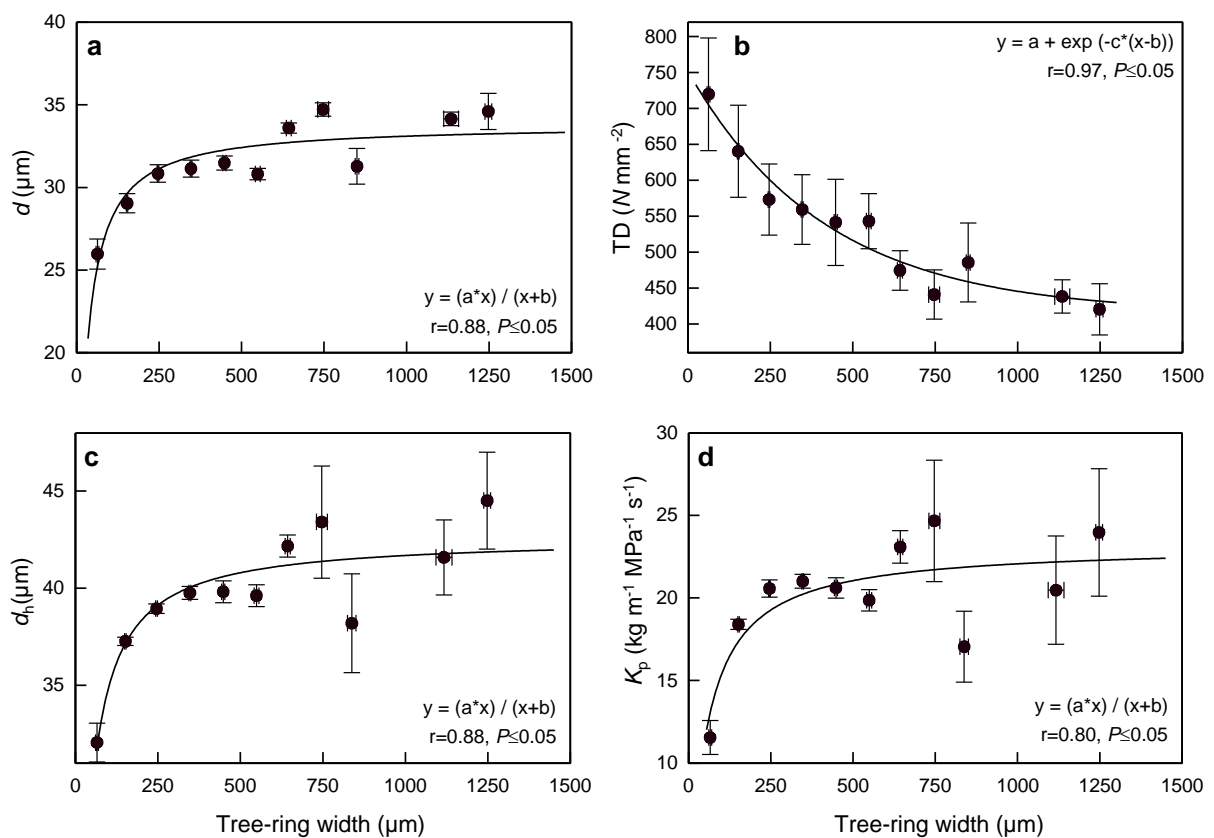 a
40
35
30
25
20
d (µm)
0 250 500 750 1000 1250 1500
y = (a*x) / (x+b)
r=0.88, P≤0.05
b
800
750
700
650
600
550
500
450
400
TD (N mm⁻²)
0 250 500 750 1000 1250 1500
y = a + exp (-c*(x-b))
r=0.97, P≤0.05
c
45
40
35
dₕ(µm)
0 250 500 750 1000 1250 1500
y = (a*x) / (x+b)
r=0.88, P≤0.05
Tree-ring width (µm)
d
30
25
20
15
10
Kₚ (kg m⁻¹ MPa⁻¹ s⁻¹)
0 250 500 750 1000 1250 1500
y = (a*x) / (x+b)
r=0.80, P≤0.05
Tree-ring width (µm)